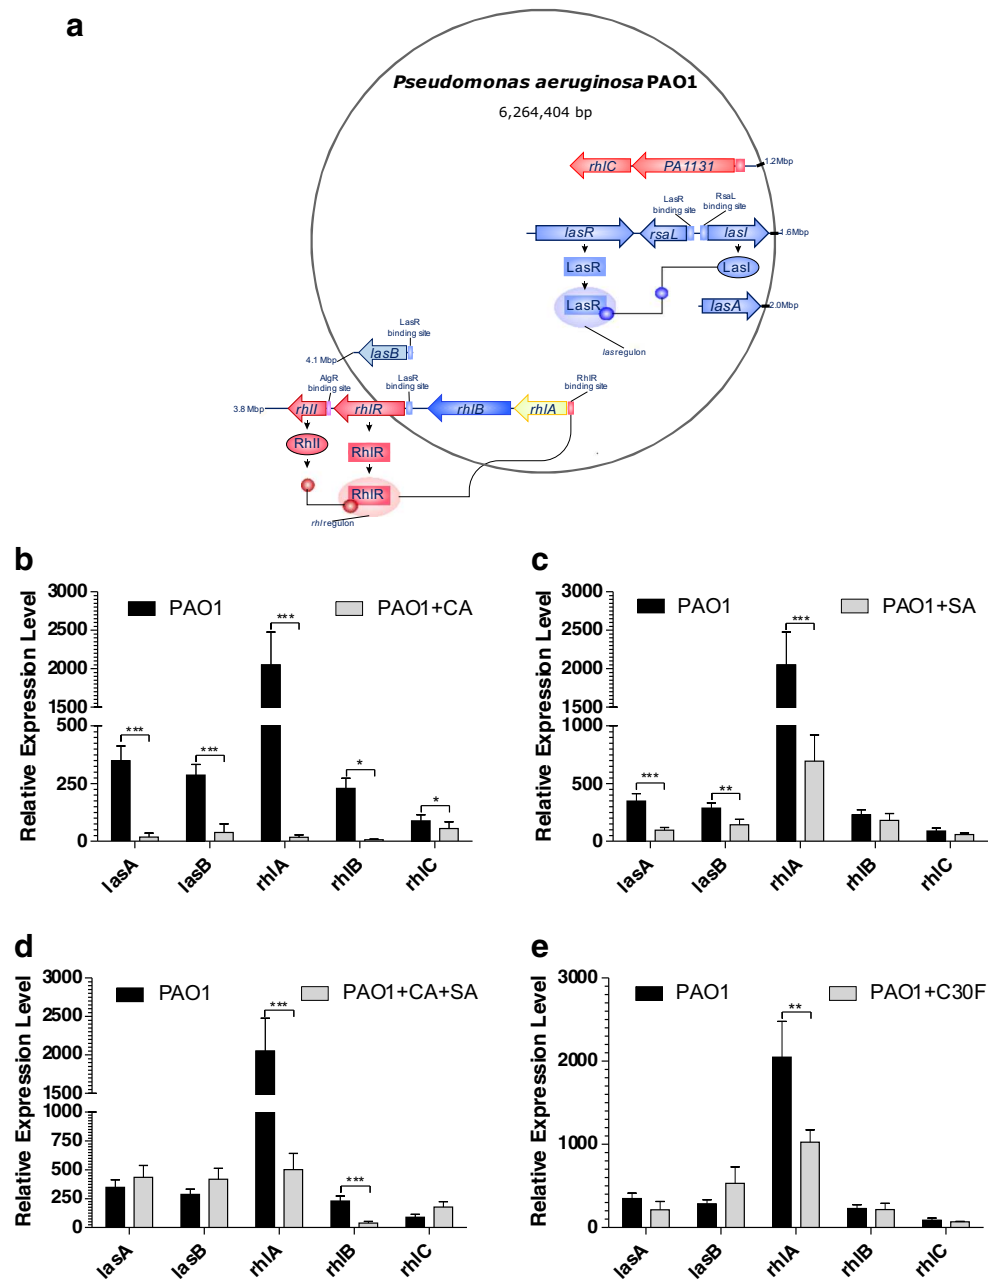 a
Pseudomonas aeruginosa PAO1
6,264,404 bp
rhlC
PA1131
1.2Mbp
LasR
binding site
RsaL
binding site
lasR
rsaL
lasI
1.6Mbp
LasR
LasI
LasR
lasA
2.0Mbp
las regulon
LasR
binding site
lasB
4.1 Mbp
AlgR
binding site
LasR
binding site
RhlR
binding site
3.8 Mbp
rhlI
rhlR
rhlB
rhlA
RhlI
RhlR
RhlR
rhl regulon
b
Relative Expression Level
3000
2500
2000
1500
500
250
0
PAO1
PAO1+CA
***
***
***
*
*
lasA
lasB
rhlA
rhlB
rhlC
c
Relative Expression Level
3000
2500
2000
1500
1000
500
0
PAO1
PAO1+SA
***
**
***
lasA
lasB
rhlA
rhlB
rhlC
d
Relative Expression Level
3000
2500
2000
1500
1000
750
500
250
0
PAO1
PAO1+CA+SA
***
***
lasA
lasB
rhlA
rhlB
rhlC
e
Relative Expression Level
3000
2000
1000
0
PAO1
PAO1+C30F
**
lasA
lasB
rhlA
rhlB
rhlC